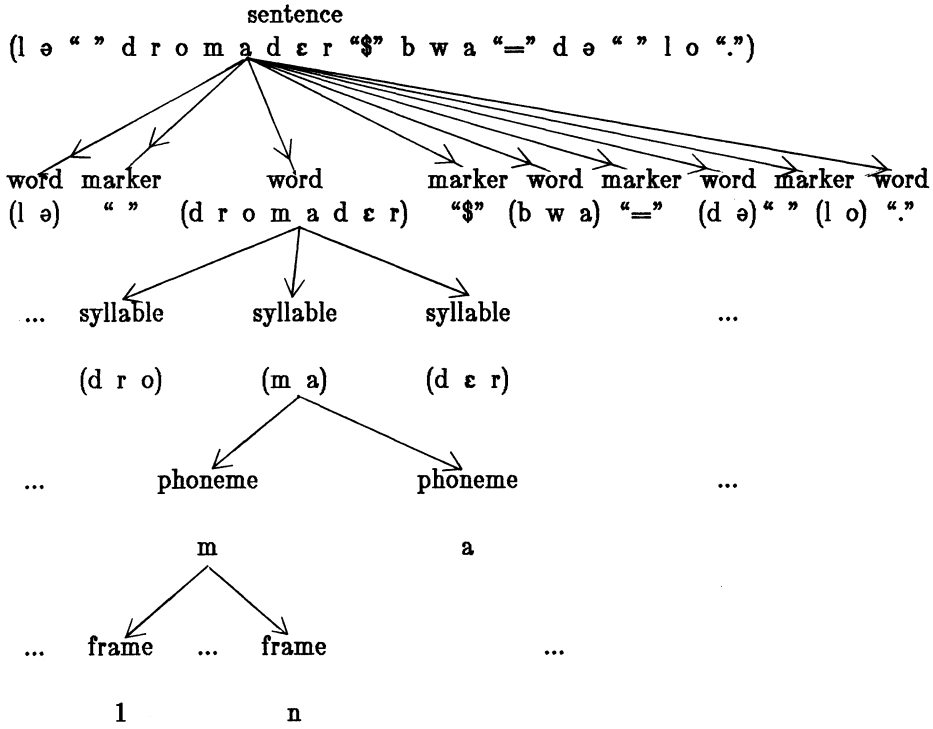 sentence
(l ə “ ” d r o m a d ɛ r “$” b w a “=” d ə “ ” l o “.”)
word marker word marker word marker word marker word
(l ə) “ ” (d r o m a d ɛ r) “$” (b w a) “=” (d ə) “ ” (l o) “.”
... syllable syllable syllable ...
(d r o) (m a) (d ɛ r)
... phoneme phoneme ...
m a
... frame ... frame ...
1 n